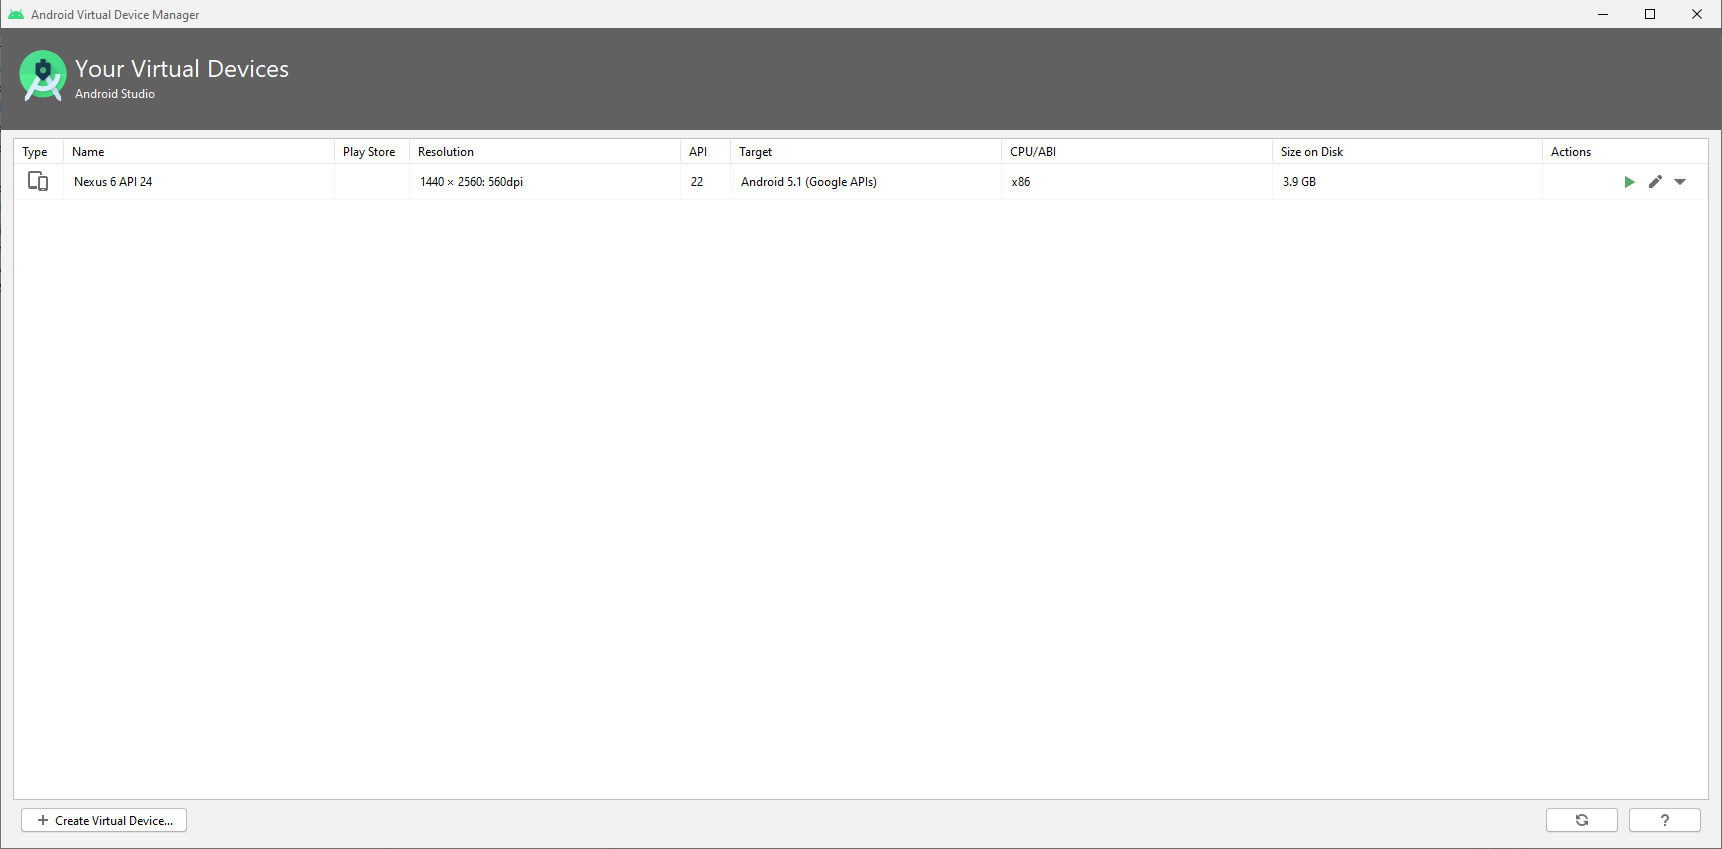 Android Virtual Device Manager
Your Virtual Devices
Android Studio
Type Name Play Store Resolution API Target CPU/ABI Size on Disk Actions
Nexus 6 API 24 1440 × 2560: 560dpi 22 Android 5.1 (Google APIs) x86 3.9 GB
+ Create Virtual Device... ?